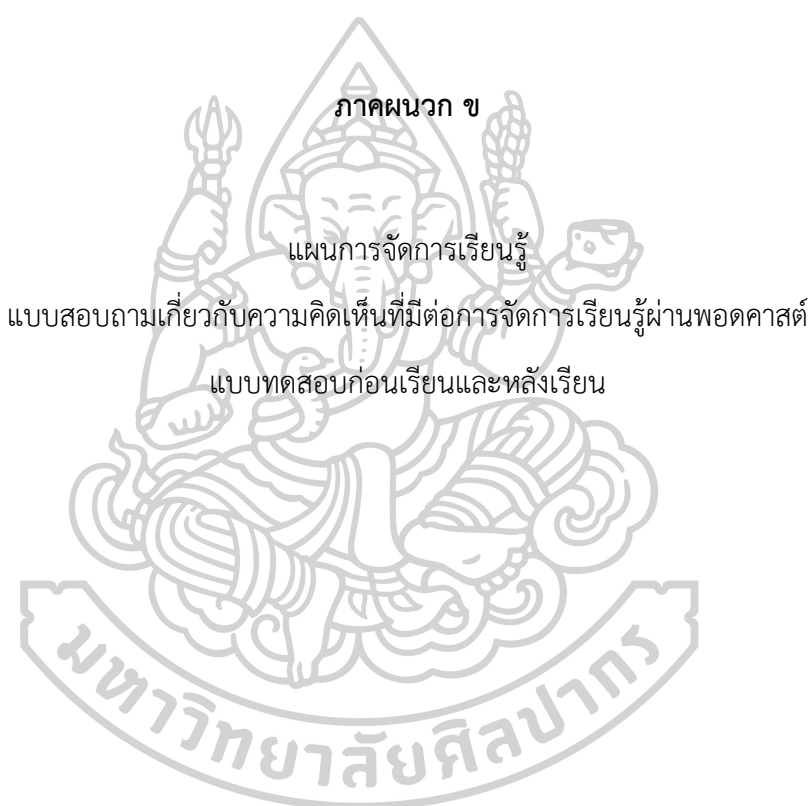 ภาคผนวก ข
แผนการจัดการเรียนรู้
แบบสอบถามเกี่ยวกับความคิดเห็นที่มีต่อการจัดการเรียนรู้ผ่านพอดคาสต์
แบบทดสอบก่อนเรียนและหลังเรียน
มหาวิทยาลัยศิลปากร